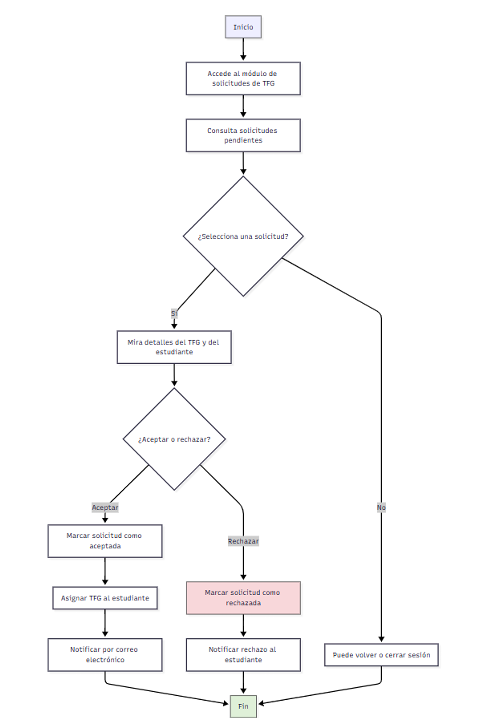 Inicio
Accede al módulo de
solicitudes de TFG
Consulta solicitudes
pendientes
¿Selecciona una solicitud?
Sí
Mira detalles del TFG y del
estudiante
¿Aceptar o rechazar?
Aceptar
No
Rechazar
Marcar solicitud como
aceptada
Asignar TFG al estudiante
Marcar solicitud como
rechazada
Notificar por correo
electrónico
Notificar rechazo al
estudiante
Puede volver o cerrar sesión
Fin